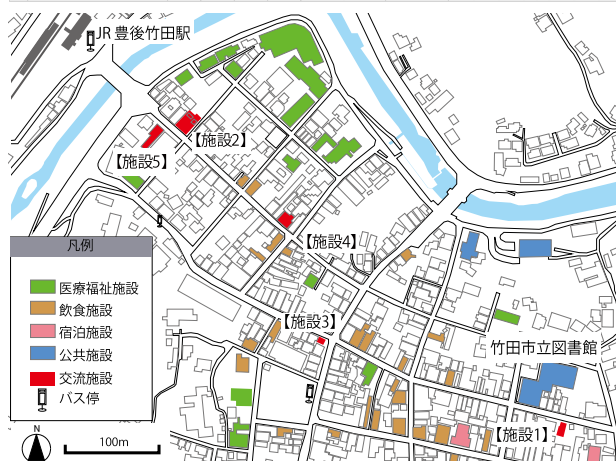 JR 豊後竹田駅
【施設2】
【施設5】
【施設4】
凡例
医療福祉施設
飲食施設
宿泊施設
公共施設
交流施設
バス停
【施設3】
竹田市立図書館
【施設1】
N
100m